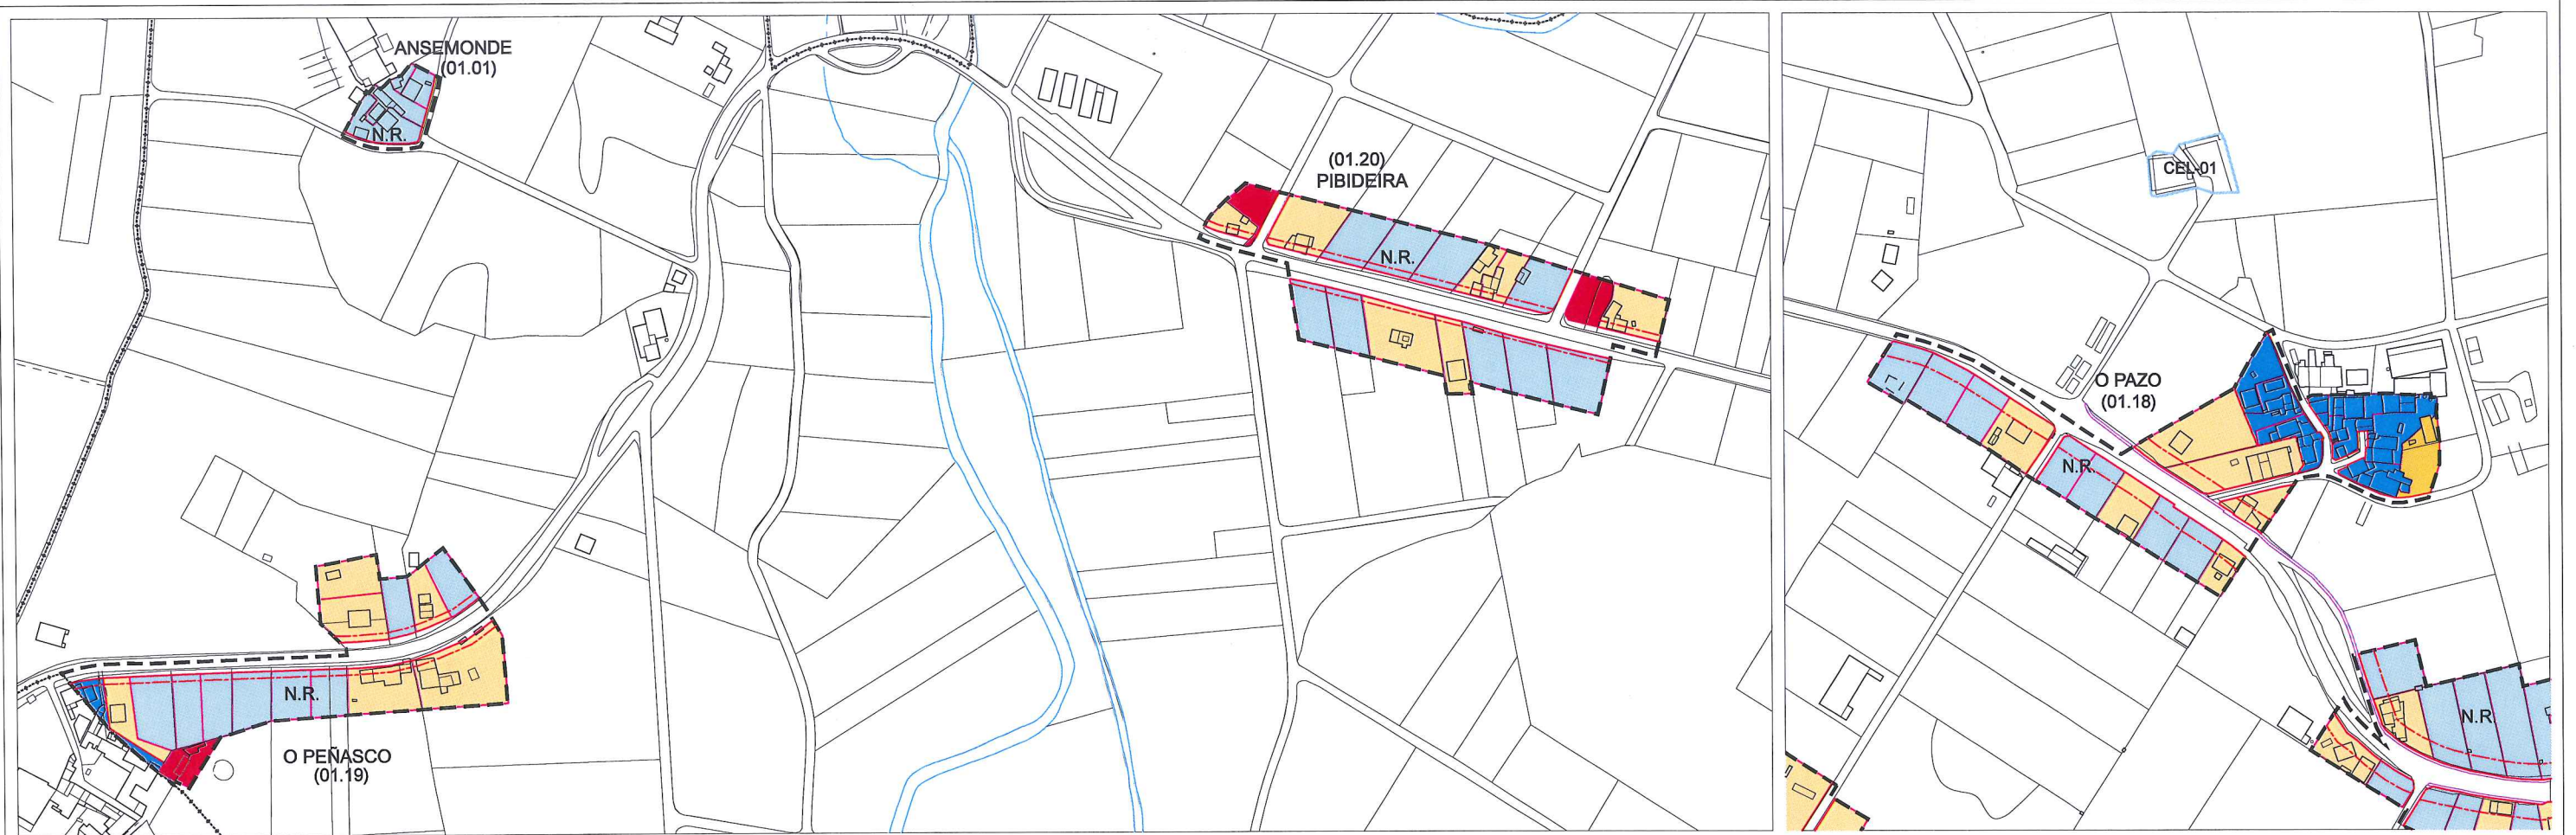 ANSEMONDE
(01.01)
N.R.
(01.20)
PIBIDEIRA
N.R.
N.R.
O PEÑASCO
(01.19)
CEL-01
O PAZO
(01.18)
N.R.
N.R.